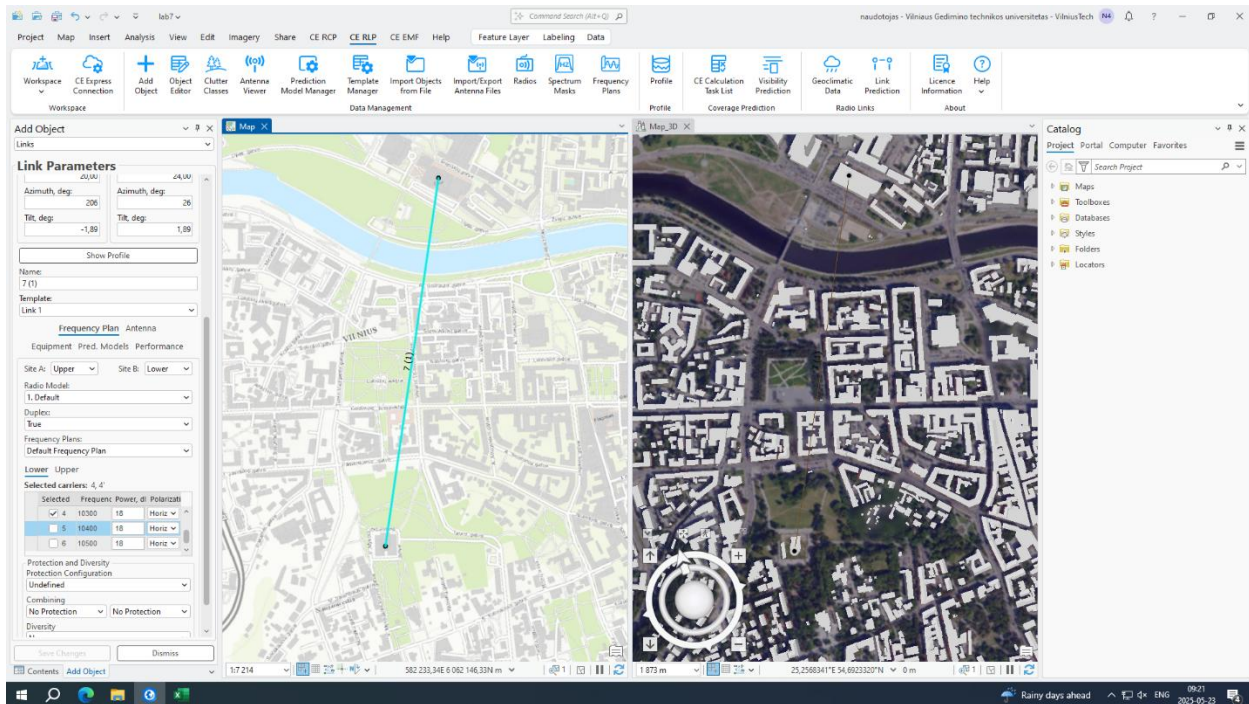 lab7
Command Search (Alt+Q)
naudotojas - Vilniaus Gedimino technikos universitetas - VilniusTech
N4
?
Project Map Insert Analysis View Edit Imagery Share CE RCP CE RLP CE EMF Help Feature Layer Labeling Data
Workspace
CE Express Connection
Add Object
Object Editor
Clutter Classes
Antenna Viewer
Prediction Model Manager
Template Manager
Import Objects from File
Import/Export Antenna Files
Radios
Spectrum Masks
Frequency Plans
Profile
CE Calculation Task List
Visibility Prediction
Geoclimatic Data
Link Prediction
Licence Information
Help
Workspace
Data Management
Profile
Coverage Prediction
Radio Links
About
Add Object
Links
Link Parameters
20,00 24,00
Azimuth, deg: Azimuth, deg:
206 26
Tilt, deg: Tilt, deg:
-1,89 1,89
Show Profile
Name:
7 (1)
Template:
Link 1
Frequency Plan Antenna
Equipment Pred. Models Performance
Site A: Upper Site B: Lower
Radio Model:
1. Default
Duplex:
True
Frequency Plans:
Default Frequency Plan
Lower Upper
Selected carriers: 4, 4'
Selected Frequenc Power, dl Polarizati
4 10300 18 Horiz
5 10400 18 Horiz
6 10500 18 Horiz
Protection and Diversity
Protection Configuration
Undefined
Combining
No Protection No Protection
Diversity
Save Changes Dismiss
Contents Add Object
Map
VILNIUS
7 (1)
1:7 214
582 233,34E 6 062 146,33N m
1
Map_3D
1 873 m
25,2568341°E 54,6923320°N
0 m
1
Catalog
Project Portal Computer Favorites
Search Project
Maps
Toolboxes
Databases
Styles
Folders
Locators
Rainy days ahead
ENG
09:21
2025-05-23
4